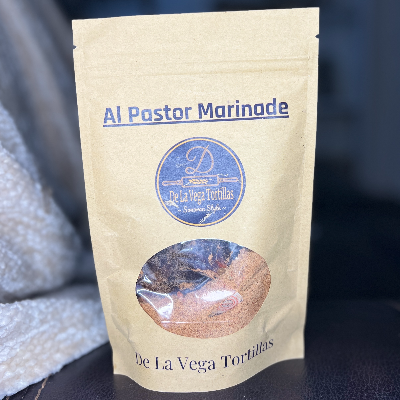 Al Pastor Marinade
D
De La Vega Tortillas
De La Vega Tortillas